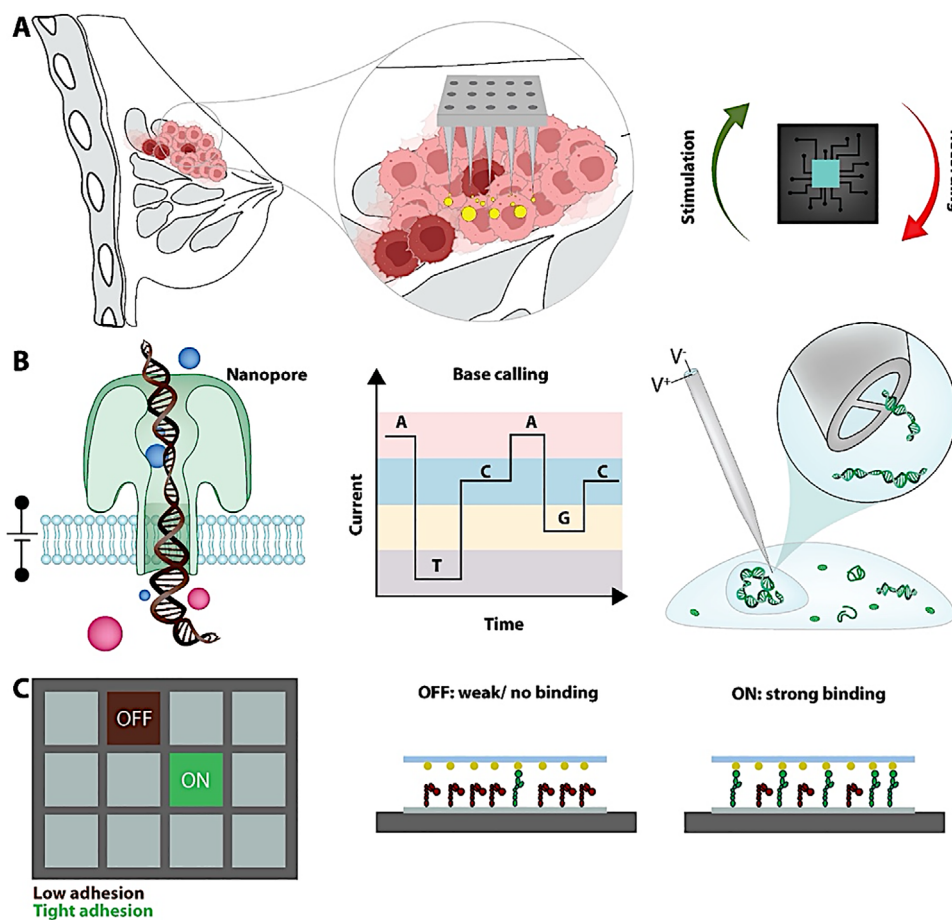 A
Stimulation
B
Nanopore
Base calling
A
A
C
C
G
T
Current
Time
V-
V+
C
OFF
ON
Low adhesion
Tight adhesion
OFF: weak/ no binding
ON: strong binding